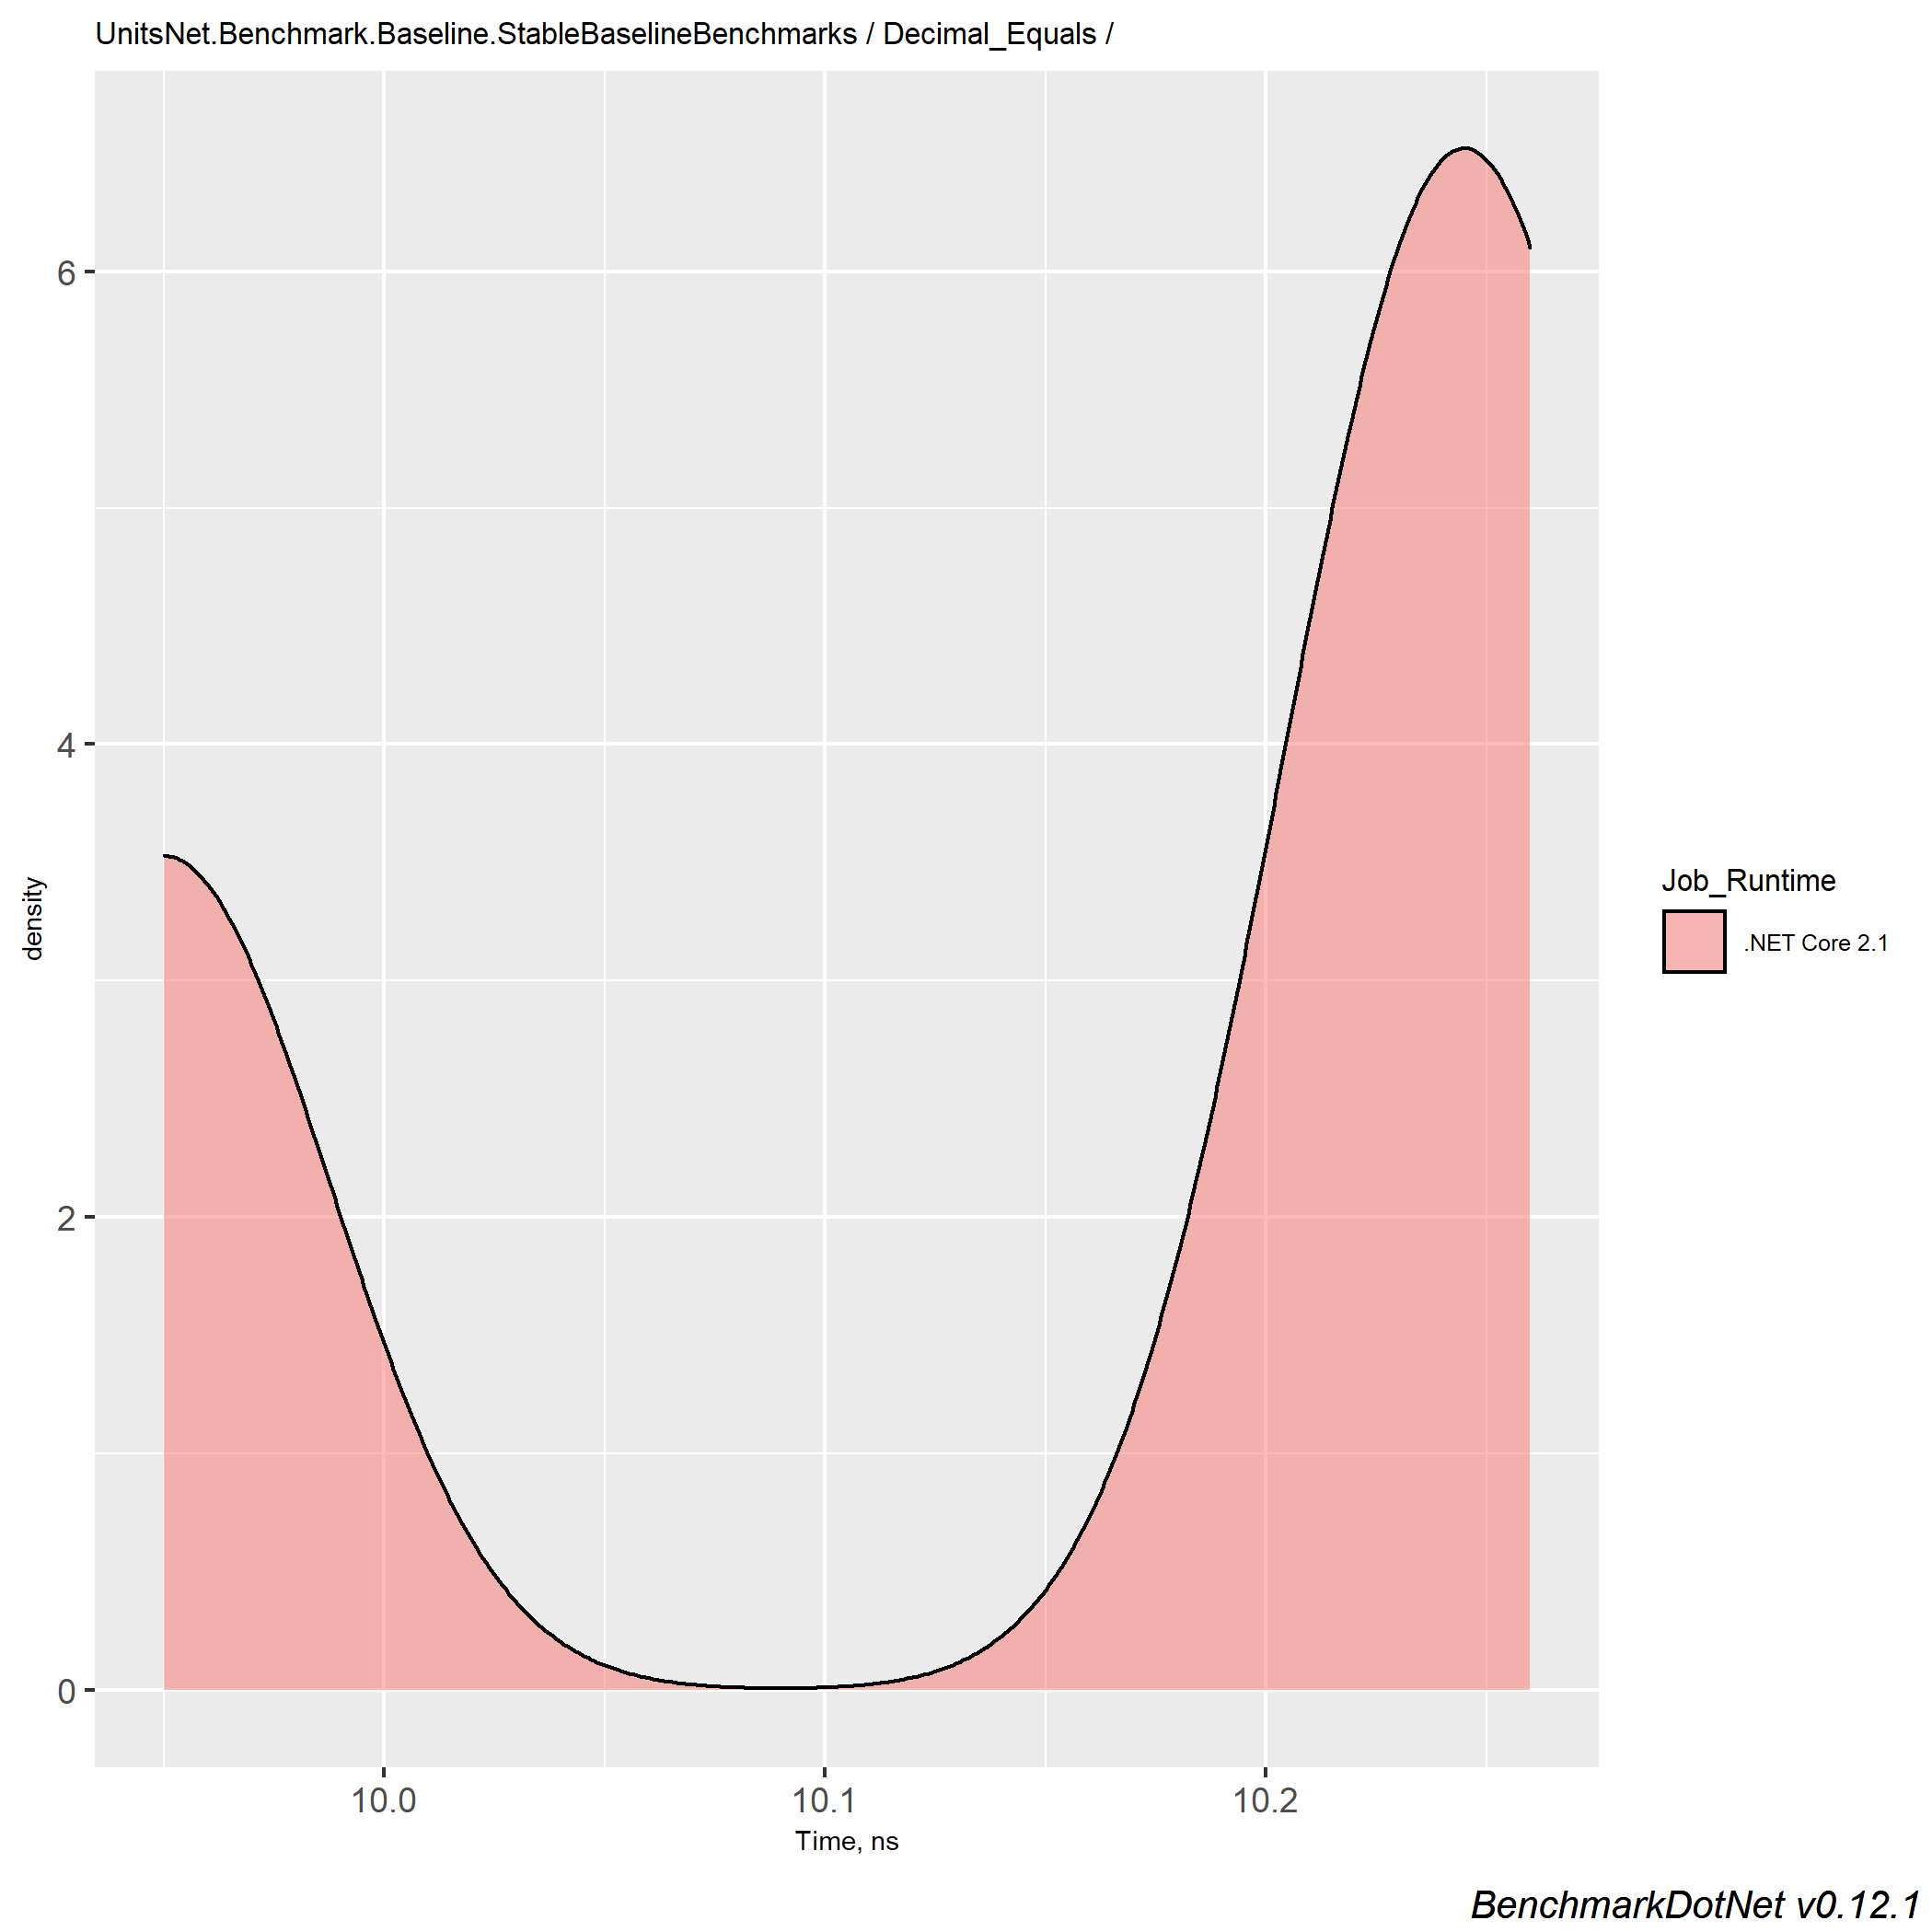 UnitsNet.Benchmark.Baseline.StableBaselineBenchmarks / Decimal_Equals /
6
4
2
0
density
10.0 10.1 10.2
Time, ns
Job_Runtime
.NET Core 2.1
BenchmarkDotNet v0.12.1